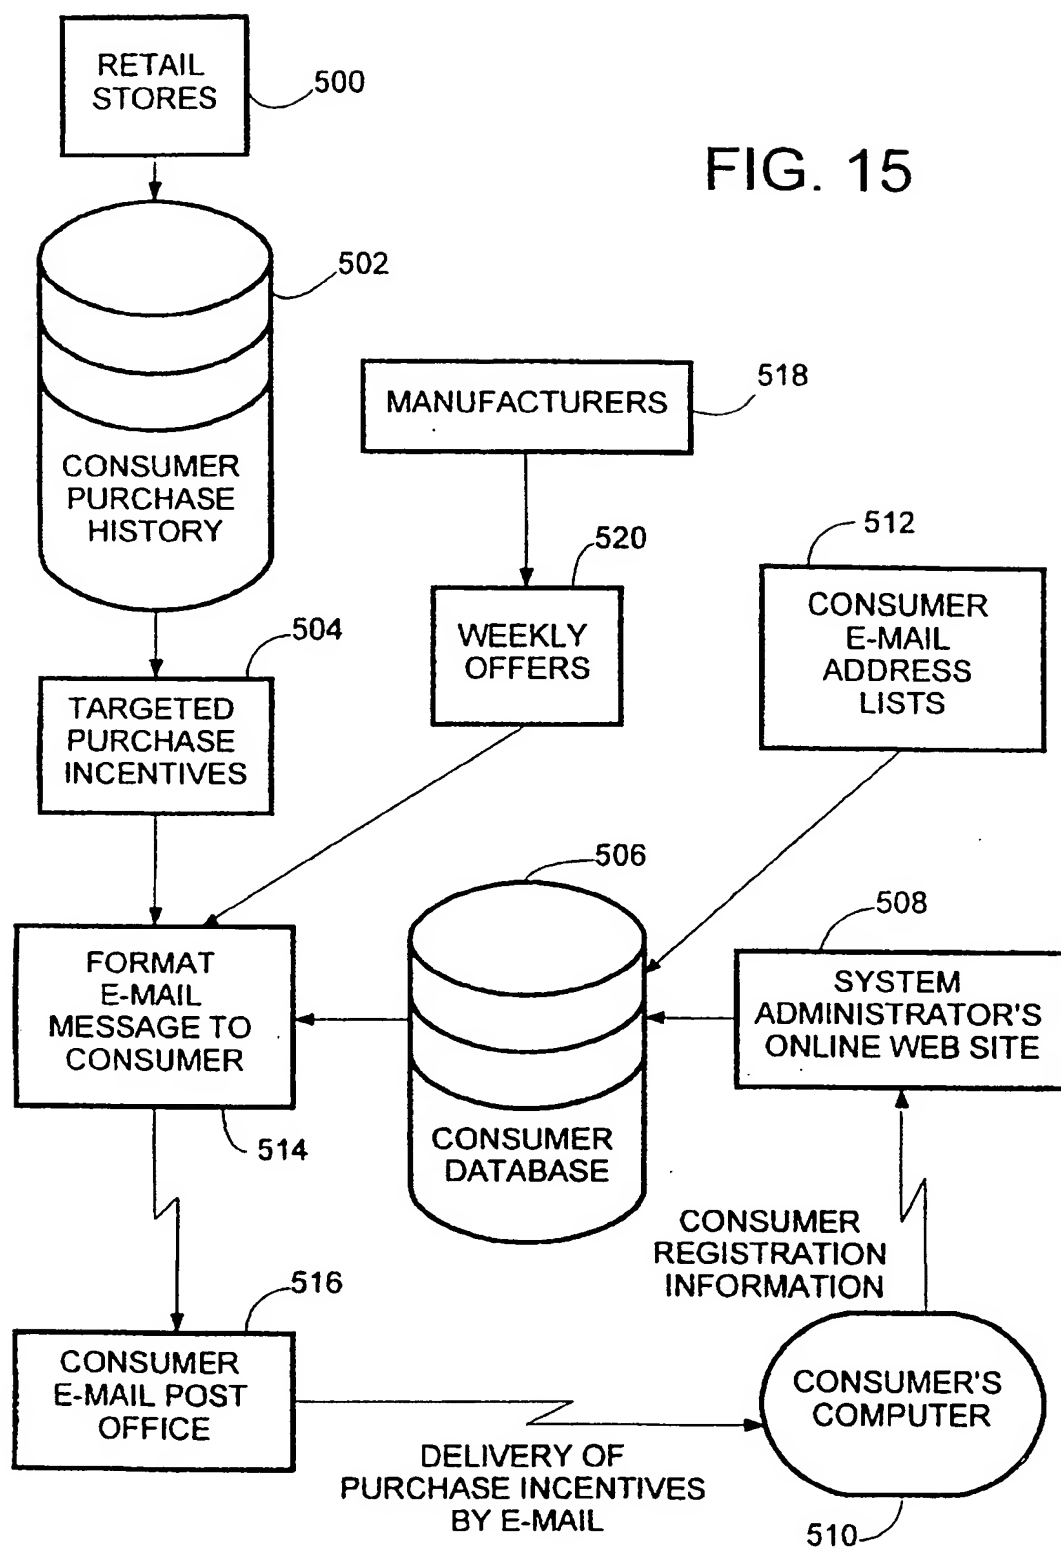 RETAIL
STORES
500
FIG. 15
502
CONSUMER
PURCHASE
HISTORY
MANUFACTURERS
518
520
WEEKLY
OFFERS
512
CONSUMER
E-MAIL
ADDRESS
LISTS
504
TARGETED
PURCHASE
INCENTIVES
506
CONSUMER
DATABASE
508
SYSTEM
ADMINISTRATOR'S
ONLINE WEB SITE
FORMAT
E-MAIL
MESSAGE TO
CONSUMER
514
CONSUMER
REGISTRATION
INFORMATION
516
CONSUMER
E-MAIL POST
OFFICE
DELIVERY OF
PURCHASE INCENTIVES
BY E-MAIL
CONSUMER'S
COMPUTER
510